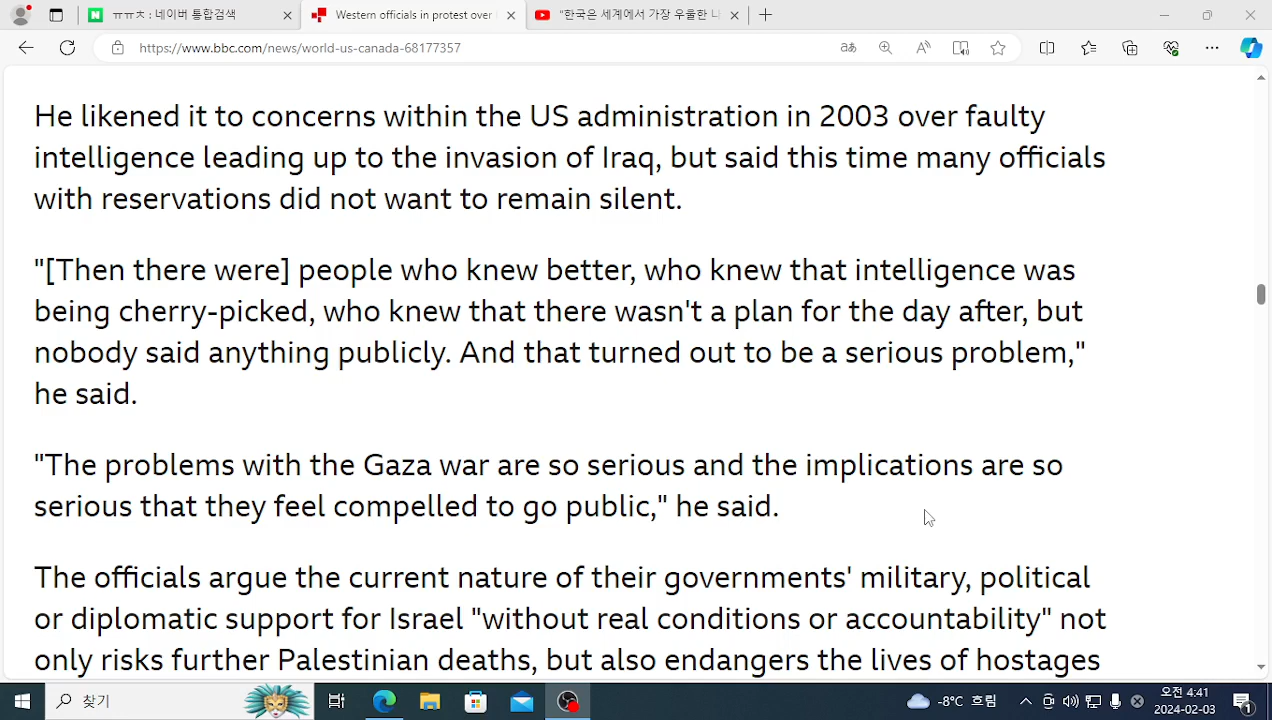 ㅠㅠㅊ : 네이버 통합검색
Western officials in protest over
"한국은 세계에서 가장 우울한 나
https://www.bbc.com/news/world-us-canada-68177357
He likened it to concerns within the US administration in 2003 over faulty
intelligence leading up to the invasion of Iraq, but said this time many officials
with reservations did not want to remain silent.
"[Then there were] people who knew better, who knew that intelligence was
being cherry-picked, who knew that there wasn't a plan for the day after, but
nobody said anything publicly. And that turned out to be a serious problem,"
he said.
"The problems with the Gaza war are so serious and the implications are so
serious that they feel compelled to go public," he said.
The officials argue the current nature of their governments' military, political
or diplomatic support for Israel "without real conditions or accountability" not
only risks further Palestinian deaths, but also endangers the lives of hostages
찾기
-8°C 흐림
오전 4:41
2024-02-03
1